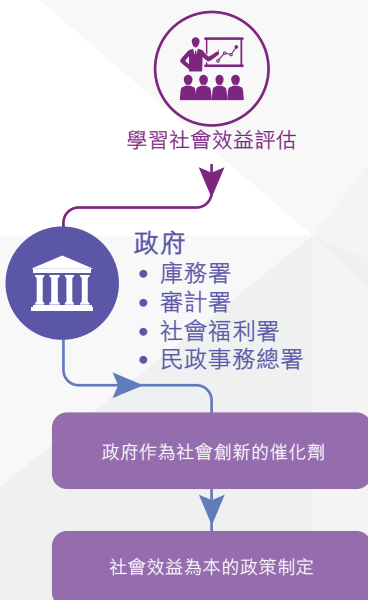 學習社會效益評估
政府
• 庫務署
• 審計署
• 社會福利署
• 民政事務總署
政府作為社會創新的催化劑
社會效益為本的政策制定